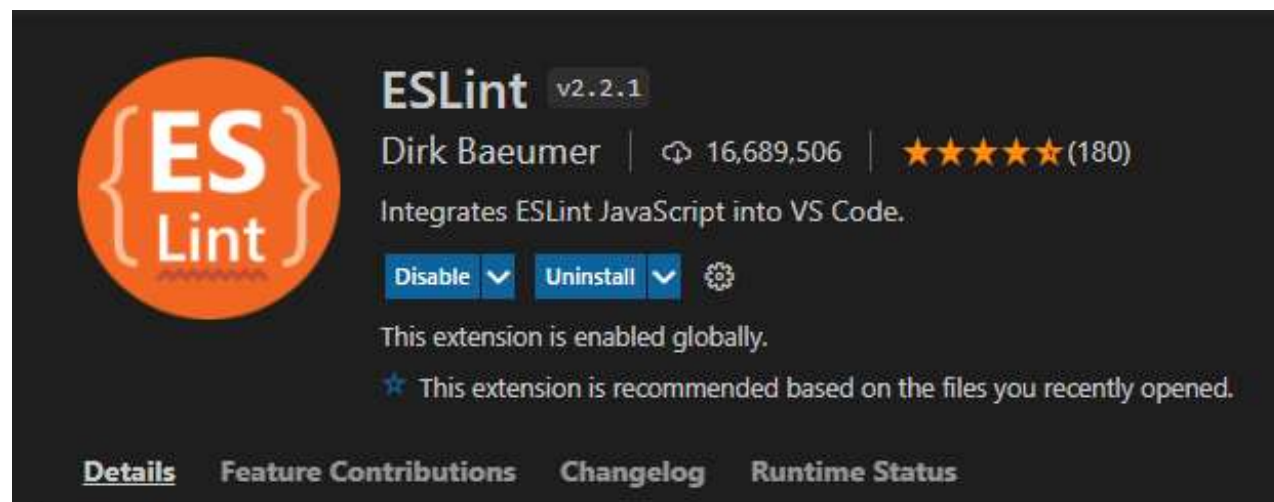 ES
Lint
ESLint v2.2.1
Dirk Baeumer 16,689,506 (180)
Integrates ESLint JavaScript into VS Code.
Disable Uninstall
This extension is enabled globally.
This extension is recommended based on the files you recently opened.
Details Feature Contributions Changelog Runtime Status